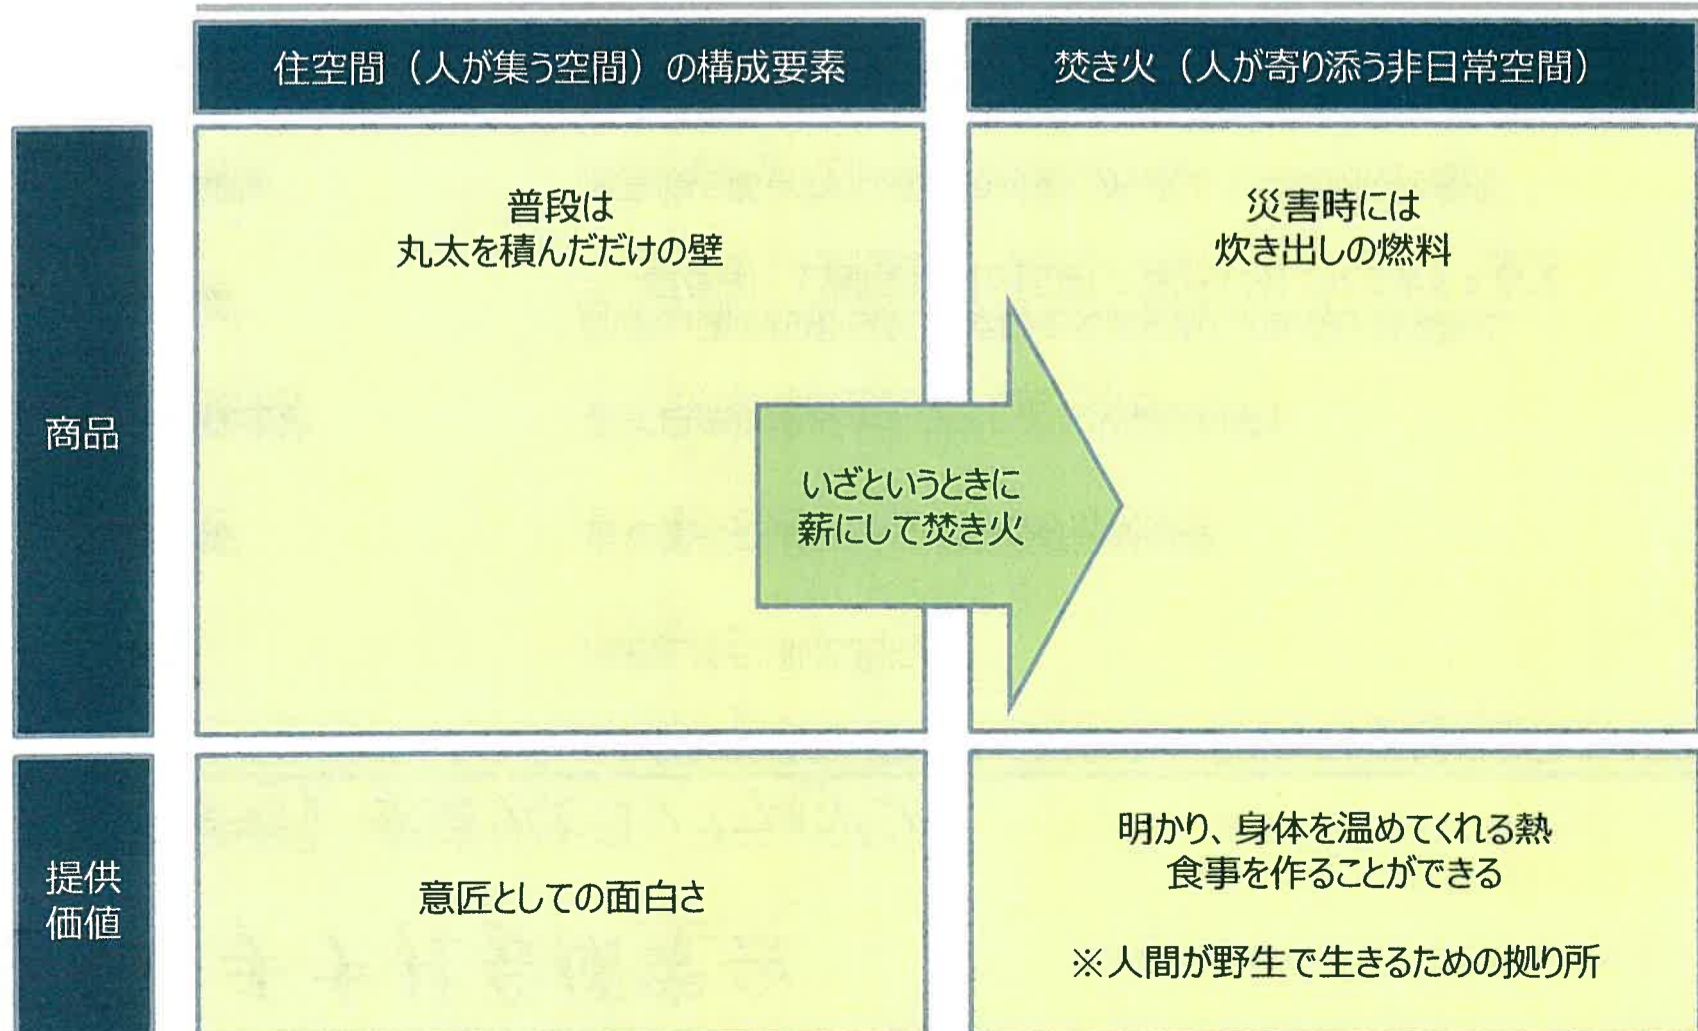 住空間（人が集う空間）の構成要素
焚き火（人が寄り添う非日常空間）
商品
普段は
丸太を積んだだけの壁
災害時には
炊き出しの燃料
いざというときに
薪にして焚き火
提供
価値
意匠としての面白さ
明かり、身体を温めてくれる熱
食事を作ることができる
※人間が野生で生きるための拠り所